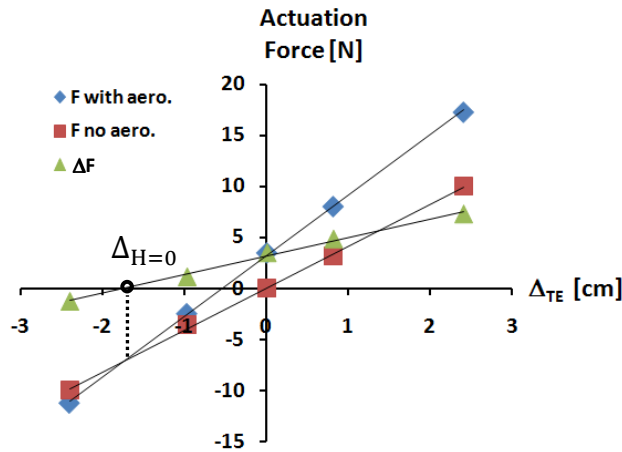 Actuation
Force [N]
F with aero.
F no aero.
ΔF
20
15
10
5
0
-5
-10
-15
-3
-2
-1
0
1
2
3
Δ_H=0
Δ_TE [cm]